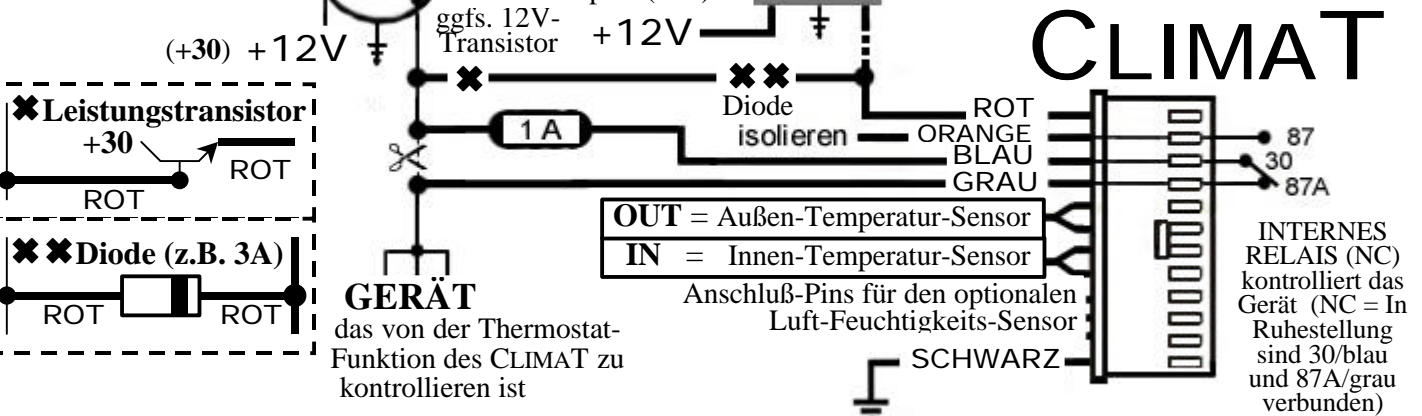 ggfs. 12V-
Transistor
+12V
(+30) +12V
CLIMAT
✖Leistungstransistor
+30
ROT
ROT
✖ ✖Diode (z.B. 3A)
ROT
ROT
✖
✖✖
Diode
1 A
isolieren
ROT
ORANGE
BLAU
GRAU
87
30
87A
OUT = Außen-Temperatur-Sensor
IN = Innen-Temperatur-Sensor
Anschluß-Pins für den optionalen
Luft-Feuchtigkeits-Sensor
SCHWARZ
GERÄT
das von der Thermostat-
Funktion des CLIMAT zu
kontrollieren ist
INTERNES
RELAIS (NC)
kontrolliert das
Gerät (NC = In
Ruhestellung
sind 30/blau
und 87A/grau
verbunden)